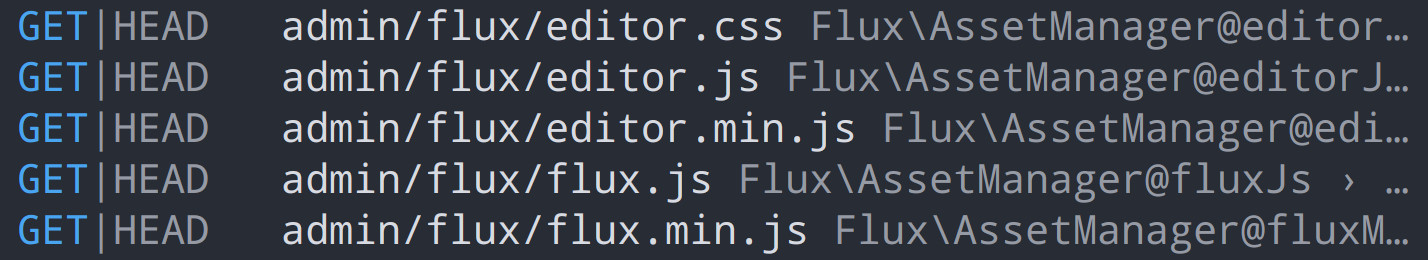 GET|HEAD admin/flux/editor.css Flux\AssetManager@editor…
GET|HEAD admin/flux/editor.js Flux\AssetManager@editorJ…
GET|HEAD admin/flux/editor.min.js Flux\AssetManager@edi…
GET|HEAD admin/flux/flux.js Flux\AssetManager@fluxJs › …
GET|HEAD admin/flux/flux.min.js Flux\AssetManager@fluxM…